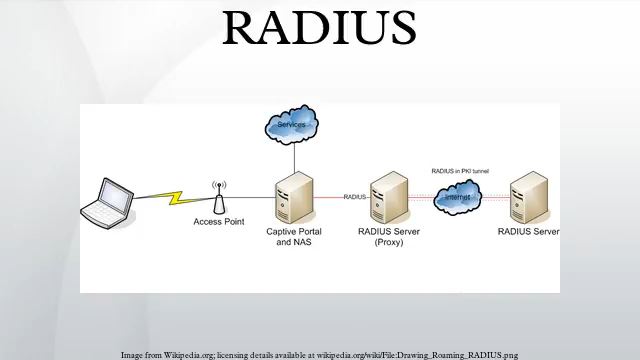 RADIUS
Services
RADIUS in PKI tunnel
RADIUS
Internet
Access Point
Captive Portal
and NAS
RADIUS Server
(Proxy)
RADIUS Server
Image from Wikipedia.org; licensing details available at wikipedia.org/wiki/File:Drawing_Roaming_RADIUS.png